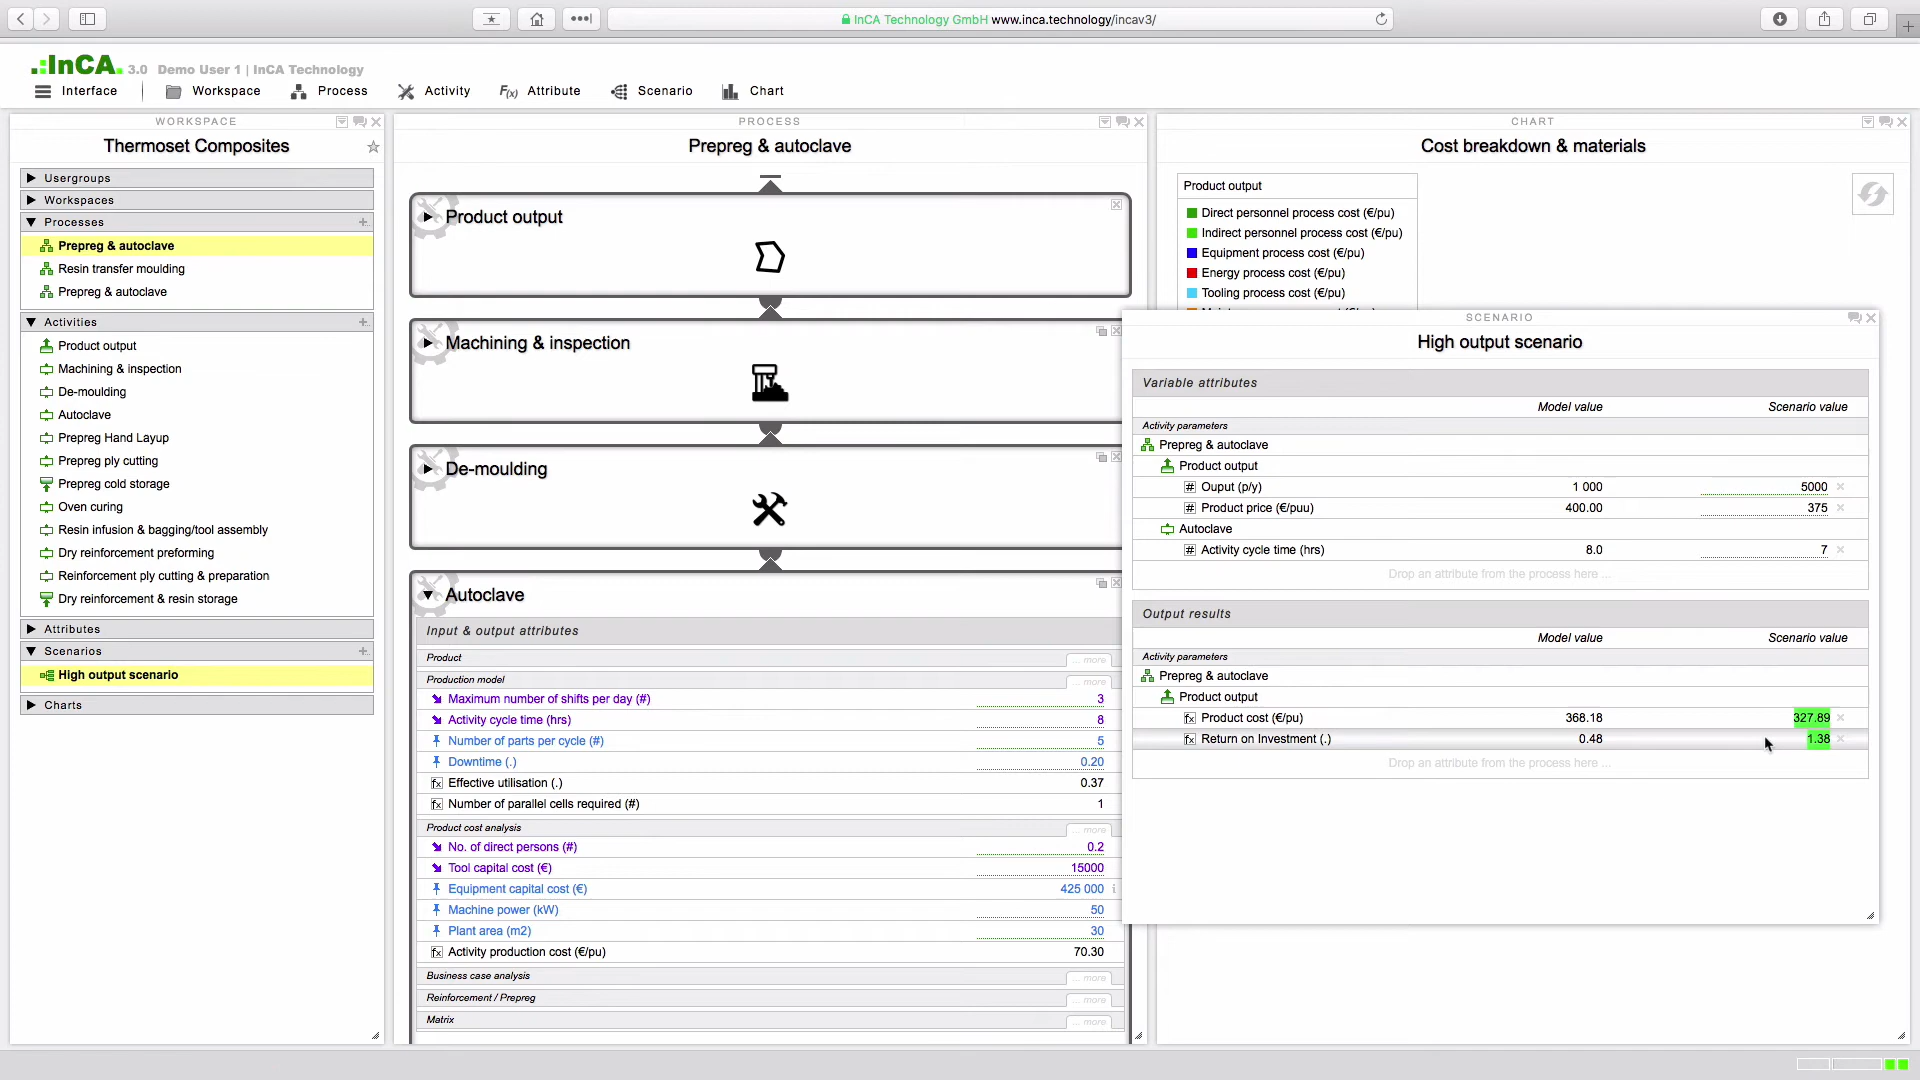 InCA Technology GmbH www.inca.technology/incav3/
.:InCA. 3.0 Demo User 1 | InCA Technology
Interface Workspace Process Activity F(x) Attribute Scenario Chart
WORKSPACE
Thermoset Composites
Usergroups
Workspaces
Processes
Prepreg & autoclave
Resin transfer moulding
Prepreg & autoclave
Activities
Product output
Machining & inspection
De-moulding
Autoclave
Prepreg Hand Layup
Prepreg ply cutting
Prepreg cold storage
Oven curing
Resin infusion & bagging/tool assembly
Dry reinforcement preforming
Reinforcement ply cutting & preparation
Dry reinforcement & resin storage
Attributes
Scenarios
High output scenario
Charts
PROCESS
Prepreg & autoclave
Product output
Machining & inspection
De-moulding
Autoclave
Input & output attributes
Product ... more
Production model ... more
Maximum number of shifts per day (#) 3
Activity cycle time (hrs) 8
Number of parts per cycle (#) 5
Downtime (.) 0.20
fx Effective utilisation (.) 0.37
fx Number of parallel cells required (#) 1
Product cost analysis ... more
No. of direct persons (#) 0.2
Tool capital cost (€) 15000
Equipment capital cost (€) 425 000 i
Machine power (kW) 50
Plant area (m2) 30
fx Activity production cost (€/pu) 70.30
Business case analysis ... more
Reinforcement / Prepreg ... more
Matrix ... more
CHART
Cost breakdown & materials
Product output
Direct personnel process cost (€/pu)
Indirect personnel process cost (€/pu)
Equipment process cost (€/pu)
Energy process cost (€/pu)
Tooling process cost (€/pu)
SCENARIO
High output scenario
Variable attributes
Model value Scenario value
Activity parameters
Prepreg & autoclave
Product output
# Ouput (p/y) 1 000 5000
# Product price (€/puu) 400.00 375
Autoclave
# Activity cycle time (hrs) 8.0 7
Drop an attribute from the process here ...
Output results
Model value Scenario value
Activity parameters
Prepreg & autoclave
Product output
fx Product cost (€/pu) 368.18 327.89
fx Return on Investment (.) 0.48 1.38
Drop an attribute from the process here ...